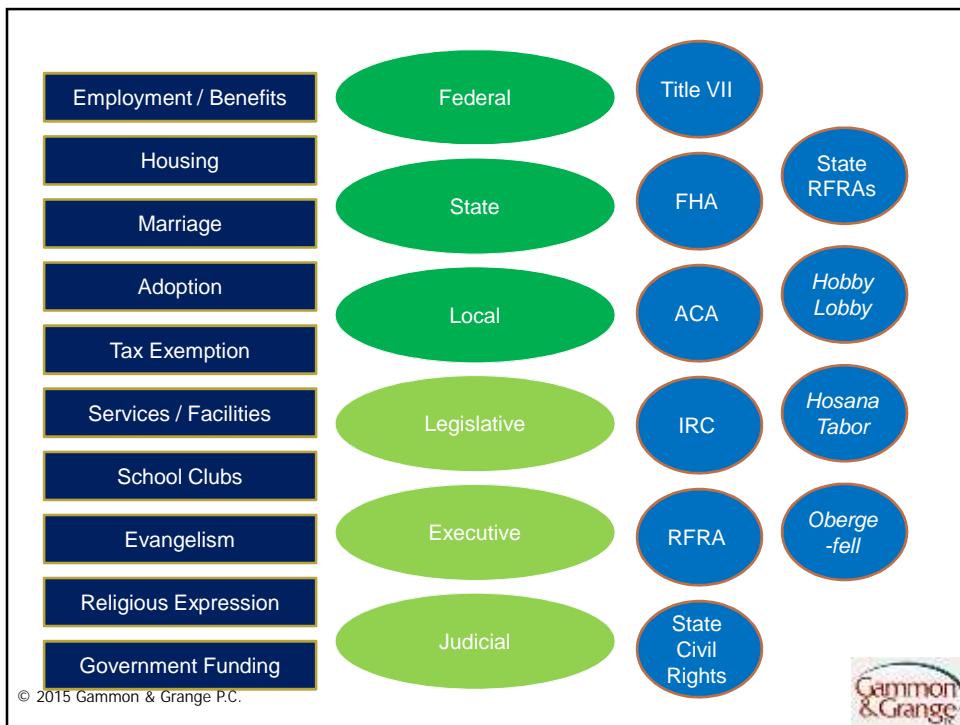 Employment / Benefits
Housing
Marriage
Adoption
Tax Exemption
Services / Facilities
School Clubs
Evangelism
Religious Expression
Government Funding
Federal
State
Local
Legislative
Executive
Judicial
Title VII
FHA
ACA
IRC
RFRA
State
Civil
Rights
State
RFRAs
Hobby
Lobby
Hosana
Tabor
Oberge
-fell
© 2015 Gammon & Grange P.C.
Gammon
& Grange